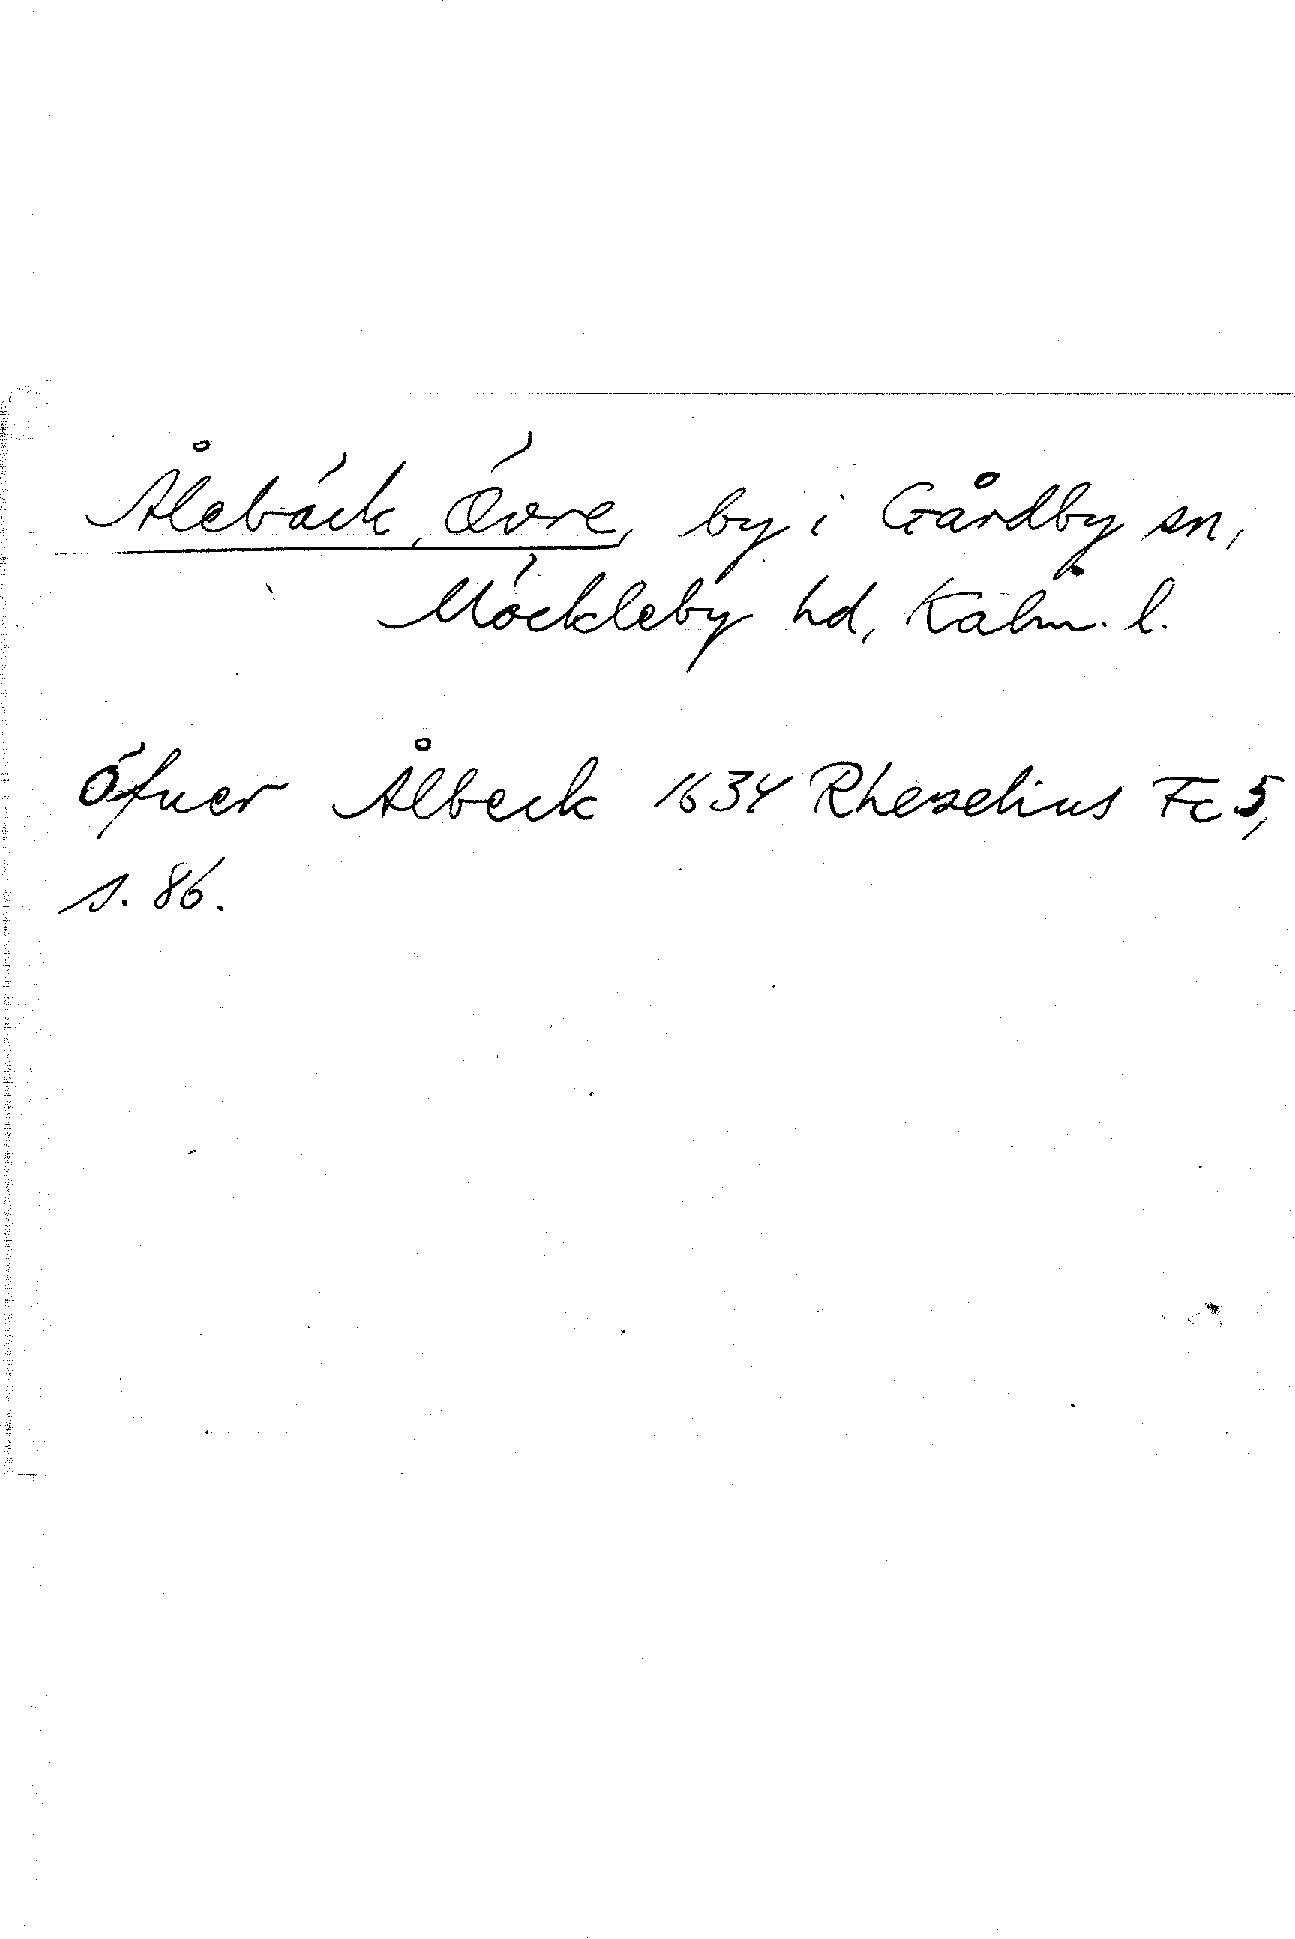 Ålebäck, Övre, by i Gårdby sn,
Möckleby hd, Kalm. l.
Öfuer Ålbeck 1634 Rhezelius Fc 5,
s. 86.